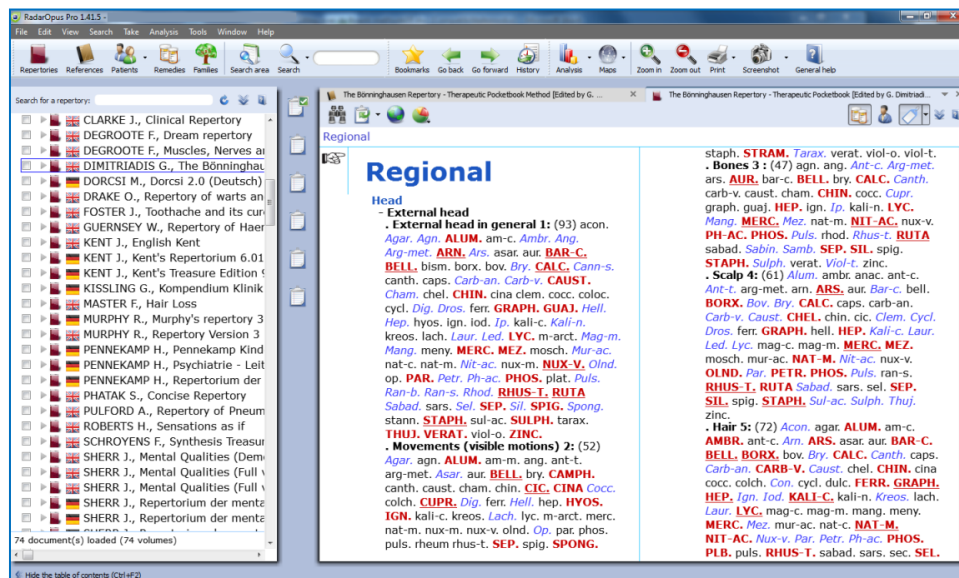 RadarOpus Pro 1.41.5 -
File Edit View Search Take Analysis Tools Window Help
Repertories References Patients Remedies Families Search area Search Bookmarks Go back Go forward History Analysis Maps Zoom in Zoom out Print Screenshot General help
Search for a repertory:
CLARKE J., Clinical Repertory
DEGROOTE F., Dream repertory
DEGROOTE F., Muscles, Nerves ar
DIMITRIADIS G., The Bönninghau
DORCSI M., Dorcsi 2.0 (Deutsch)
DRAKE O., Repertory of warts an
FOSTER J., Toothache and its cur
GUERNSEY W., Repertory of Haer
KENT J., English Kent
KENT J., Kent's Repertorium 6.01
KENT J., Kent's Treasure Edition
KISSLING G., Kompendium Klinik
MASTER F., Hair Loss
MURPHY R., Murphy's repertory 3
MURPHY R., Repertory Version 3
PENNEKAMP H., Pennekamp Kind
PENNEKAMP H., Psychiatrie - Leit
PENNEKAMP H., Repertorium der
PHATAK S., Concise Repertory
PULFORD A., Repertory of Pneum
ROBERTS H., Sensations as if
SCHROYENS F., Synthesis Treasur
SHERR J., Mental Qualities (Dem
SHERR J., Mental Qualities (Full v
SHERR J., Mental Qualities (Full v
SHERR J., Repertorium der menta
SHERR J., Repertorium der menta
SHERR J., Repertorium der menta
74 document(s) loaded (74 volumes)
Hide the table of contents (Ctrl+F2)
The Bönninghausen Repertory - Therapeutic Pocketbook Method [Edited by G. ...
The Bönninghausen Repertory - Therapeutic Pocketbook Method [Edited by G. Dimitriadi...
Regional
Regional
Head
- External head
. External head in general 1: (93) acon.
Agar. Agn. ALUM. am-c. Ambr. Ang.
Arg-met. ARN. Ars. asar. aur. BAR-C.
BELL. bism. borx. bov. Bry. CALC. Cann-s.
canth. caps. Carb-an. Carb-v. CAUST.
Cham. chel. CHIN. cina clem. cocc. coloc.
cycl. Dig. Dros. ferr. GRAPH. GUAJ. Hell.
Hep. hyos. ign. iod. Ip. kali-c. Kali-n.
kreos. lach. Laur. Led. LYC. m-arct. Mag-m.
Mang. meny. MERC. MEZ. mosch. Mur-ac.
nat-c. nat-m. Nit-ac. nux-m. NUX-V. Olnd.
op. PAR. Petr. Ph-ac. PHOS. plat. Puls.
Ran-b. Ran-s. Rhod. RHUS-T. RUTA
Sabad. sars. Sel. SEP. Sil. SPIG. Spong.
stann. STAPH. sul-ac. SULPH. tarax.
THUJ. VERAT. viol-o. ZINC.
. Movements (visible motions) 2: (52)
Agar. agn. ALUM. am-m. ang. ant-t.
arg-met. Asar. aur. BELL. bry. CAMPH.
canth. caust. cham. chin. CIC. CINA Cocc.
colch. CUPR. Dig. ferr. Hell. hep. HYOS.
IGN. kali-c. kreos. Lach. lyc. m-arct. merc.
nat-m. nux-m. nux-v. olnd. Op. par. phos.
puls. rheum rhus-t. SEP. spig. SPONG.
staph. STRAM. Tarax. verat. viol-o. viol-t.
. Bones 3 : (47) agn. ang. Ant-c. Arg-met.
ars. AUR. bar-c. BELL. bry. CALC. Canth.
carb-v. caust. cham. CHIN. cocc. Cupr.
graph. guaj. HEP. ign. Ip. kali-n. LYC.
Mang. MERC. Mez. nat-m. NIT-AC. nux-v.
PH-AC. PHOS. Puls. rhod. Rhus-t. RUTA
sabad. Sabin. Samb. SEP. SIL. spig.
STAPH. Sulph. verat. Viol-t. zinc.
. Scalp 4: (61) Alum. ambr. anac. ant-c.
Ant-t. arg-met. arn. ARS. aur. Bar-c. bell.
BORX. Bov. Bry. CALC. caps. carb-an.
Carb-v. Caust. CHEL. chin. cic. Clem. Cycl.
Dros. ferr. GRAPH. hell. HEP. Kali-c. Laur.
Led. Lyc. mag-c. mag-m. MERC. MEZ.
mosch. mur-ac. NAT-M. Nit-ac. nux-v.
OLND. Par. PETR. PHOS. Puls. ran-s.
RHUS-T. RUTA Sabad. sars. sel. SEP.
SIL. spig. STAPH. Sul-ac. Sulph. Thuj.
zinc.
. Hair 5: (72) Acon. agar. ALUM. am-c.
AMBR. ant-c. Arn. ARS. asar. aur. BAR-C.
BELL. BORX. bov. Bry. CALC. Canth. caps.
Carb-an. CARB-V. Caust. chel. CHIN. cina
cocc. colch. Con. cycl. dulc. FERR. GRAPH.
HEP. Ign. Iod. KALI-C. kali-n. Kreos. lach.
Laur. LYC. mag-c. mag-m. mang. meny.
MERC. Mez. mur-ac. nat-c. NAT-M.
NIT-AC. Nux-v. Par. Petr. Ph-ac. PHOS.
PLB. puls. RHUS-T. sabad. sars. sec. SEL.